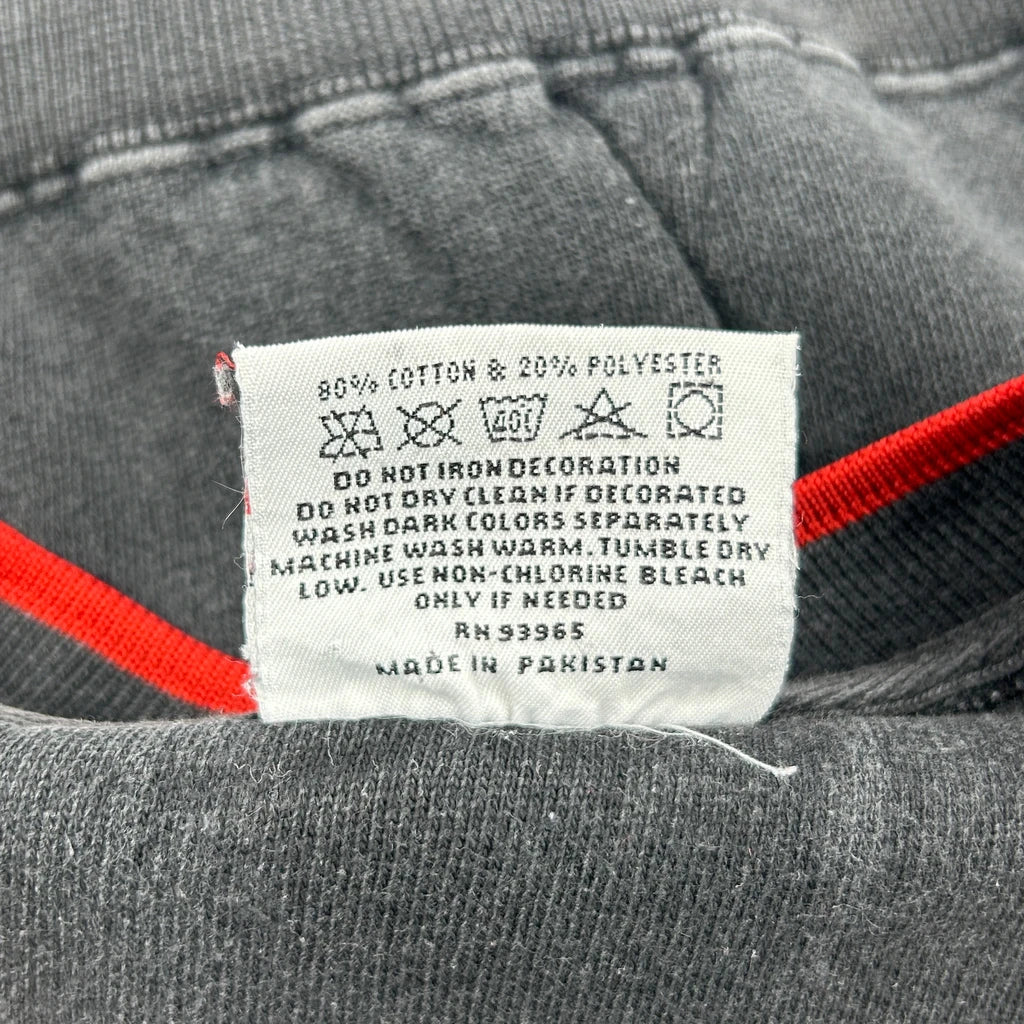 80% COTTON & 20% POLYESTER
40C
DO NOT IRON DECORATION
DO NOT DRY CLEAN IF DECORATED
WASH DARK COLORS SEPARATELY
MACHINE WASH WARM. TUMBLE DRY
LOW. USE NON-CHLORINE BLEACH
ONLY IF NEEDED
RN 93965
MADE IN PAKISTAN